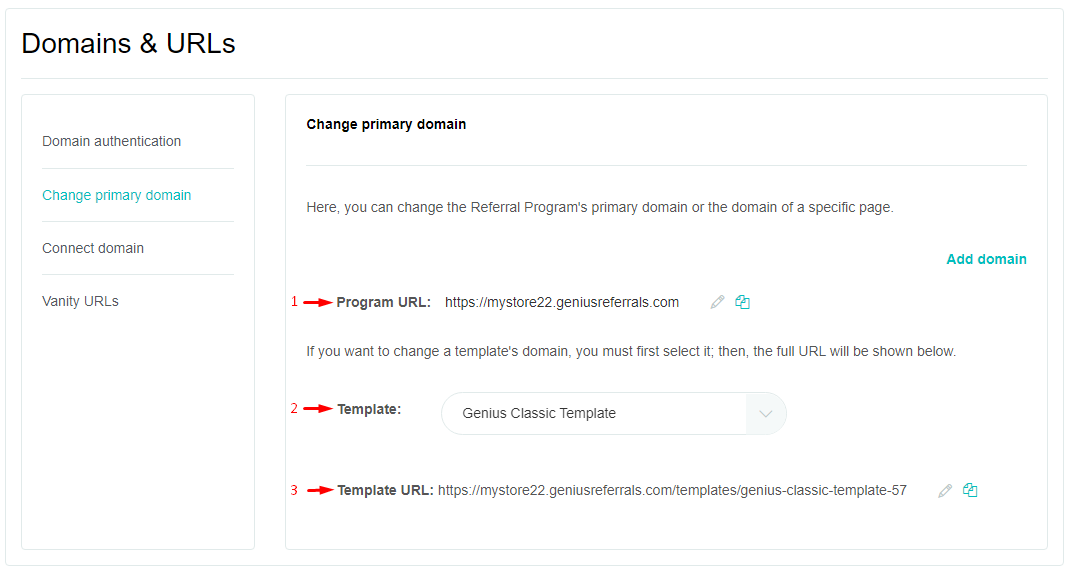 Domains & URLs
Domain authentication
Change primary domain
Connect domain
Vanity URLs
Change primary domain
Here, you can change the Referral Program's primary domain or the domain of a specific page.
Add domain
1 Program URL: https://mystore22.geniusreferrals.com
If you want to change a template's domain, you must first select it; then, the full URL will be shown below.
2 Template: Genius Classic Template
3 Template URL: https://mystore22.geniusreferrals.com/templates/genius-classic-template-57